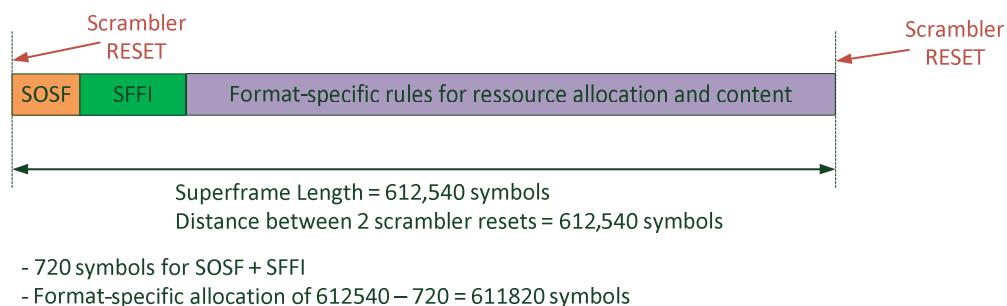 Scrambler
RESET
Scrambler
RESET
SOSF
SFFI
Format-specific rules for ressource allocation and content
Superframe Length = 612,540 symbols
Distance between 2 scrambler resets = 612,540 symbols
- 720 symbols for SOSF + SFFI
- Format-specific allocation of 612540 – 720 = 611820 symbols